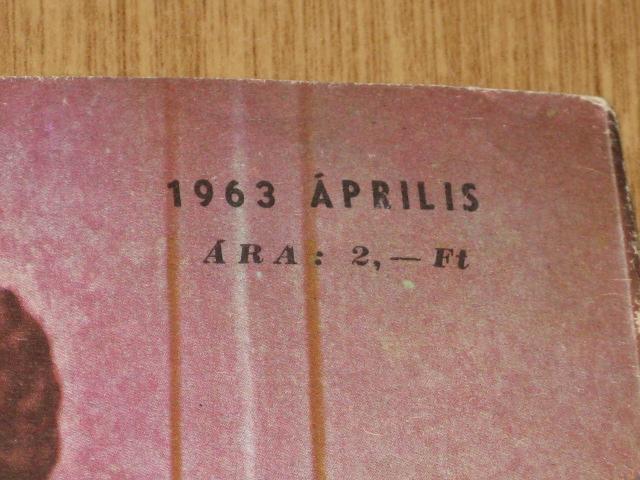 1963 ÁPRILIS
ÁRA: 2,— Ft